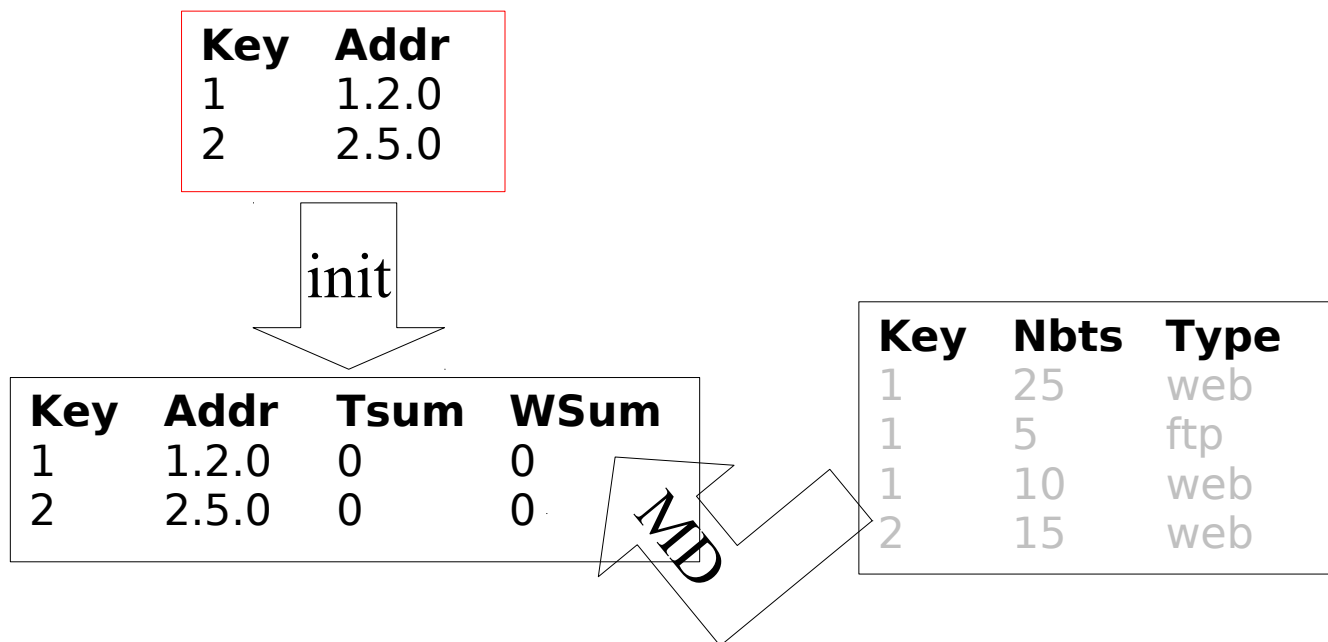 Key Addr
1 1.2.0
2 2.5.0
init
Key Addr Tsum WSum
1 1.2.0 0 0
2 2.5.0 0 0
MD
Key Nbts Type
1 25 web
1 5 ftp
1 10 web
2 15 web